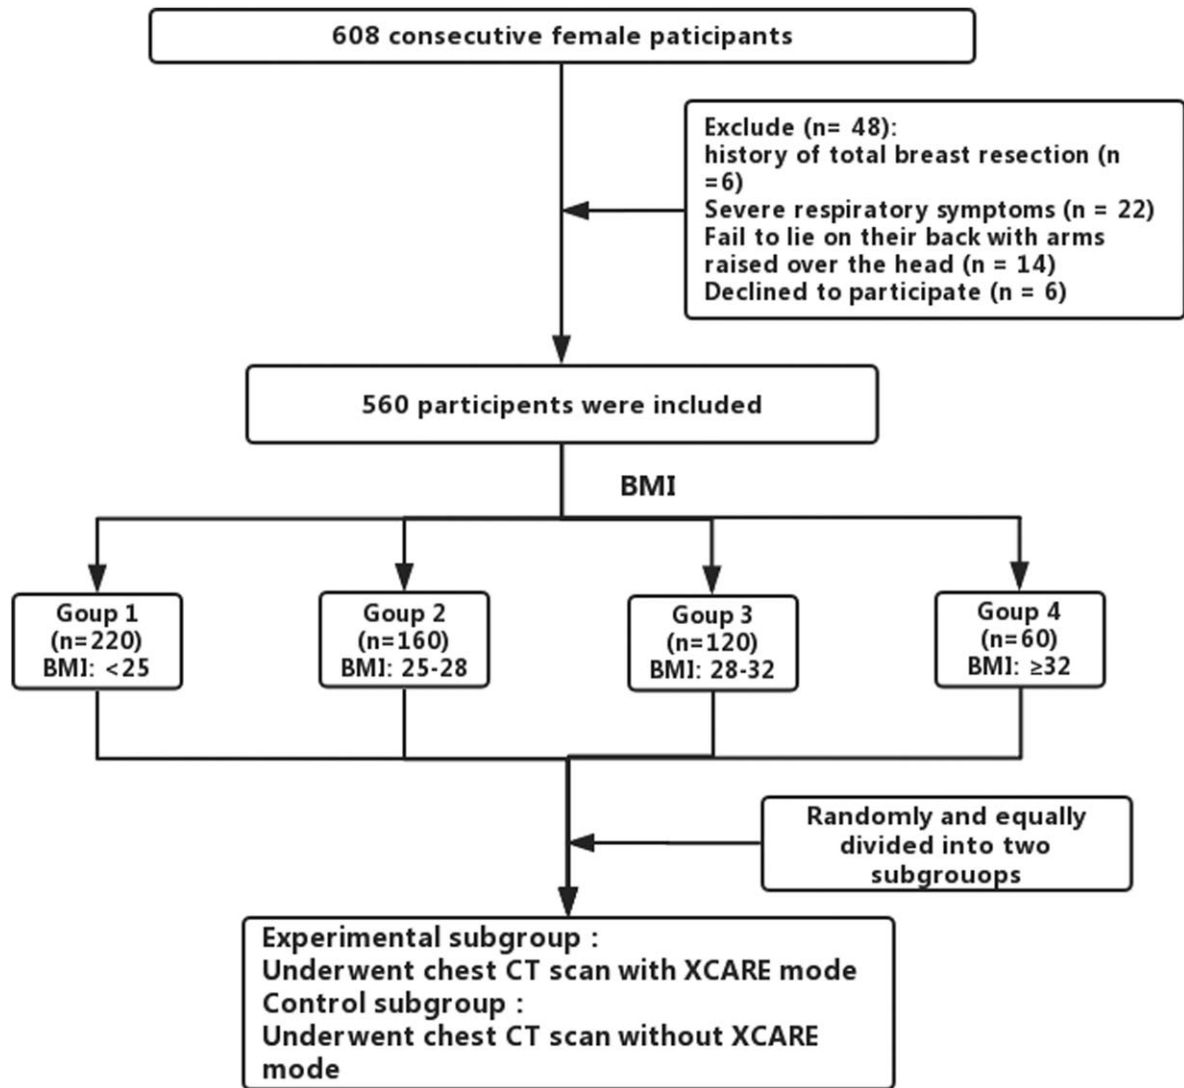 608 consecutive female paticipants
Exclude (n= 48):
history of total breast resection (n
=6)
Severe respiratory symptoms (n = 22)
Fail to lie on their back with arms
raised over the head (n = 14)
Declined to participate (n = 6)
560 participents were included
BMI
Goup 1
(n=220)
BMI: <25
Goup 2
(n=160)
BMI: 25-28
Goup 3
(n=120)
BMI: 28-32
Goup 4
(n=60)
BMI: ≥32
Randomly and equally
divided into two
subgrouops
Experimental subgroup :
Underwent chest CT scan with XCARE mode
Control subgroup :
Underwent chest CT scan without XCARE
mode